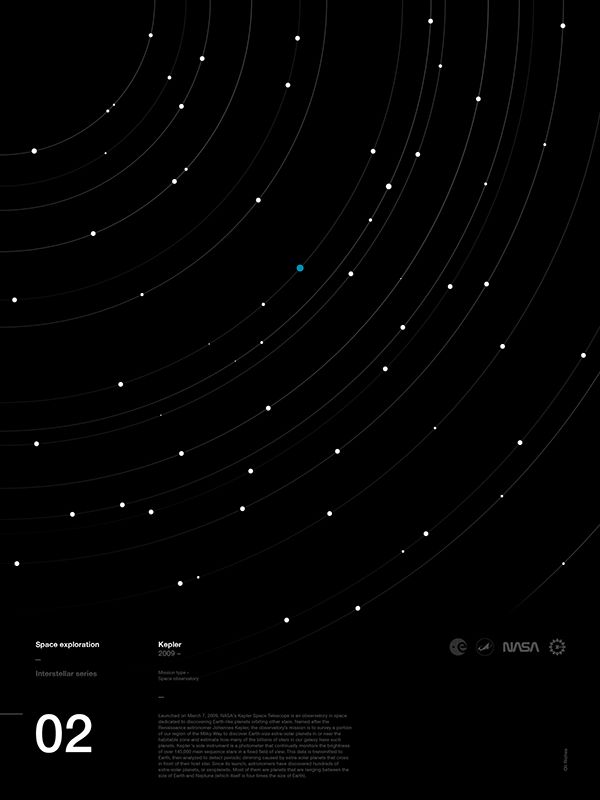 Space exploration
—
Interstellar series
02
Kepler
2009 –
Mission type –
Space observatory
—
Launched on March 7, 2009, NASA's Kepler Space Telescope is an observatory in space
dedicated to discovering Earth-like planets orbiting other stars. Named after the
Renaissance astronomer Johannes Kepler, the observatory's mission is to survey a portion
of our region of the Milky Way to discover Earth-size extra-solar planets in or near the
habitable zone and estimate how many of the billions of stars in our galaxy have such
planets. Kepler's sole instrument is a photometer that continually monitors the brightness
of over 145,000 main sequence stars in a fixed field of view. This data is transmitted to
Earth, then analyzed to detect periodic dimming caused by extra-solar planets that cross
in front of their host star. Since its launch, astronomers have discovered hundreds of
extra-solar planets, or exoplanets. Most of them are planets that are ranging between the
size of Earth and Neptune (which itself is four times the size of Earth).
NASA